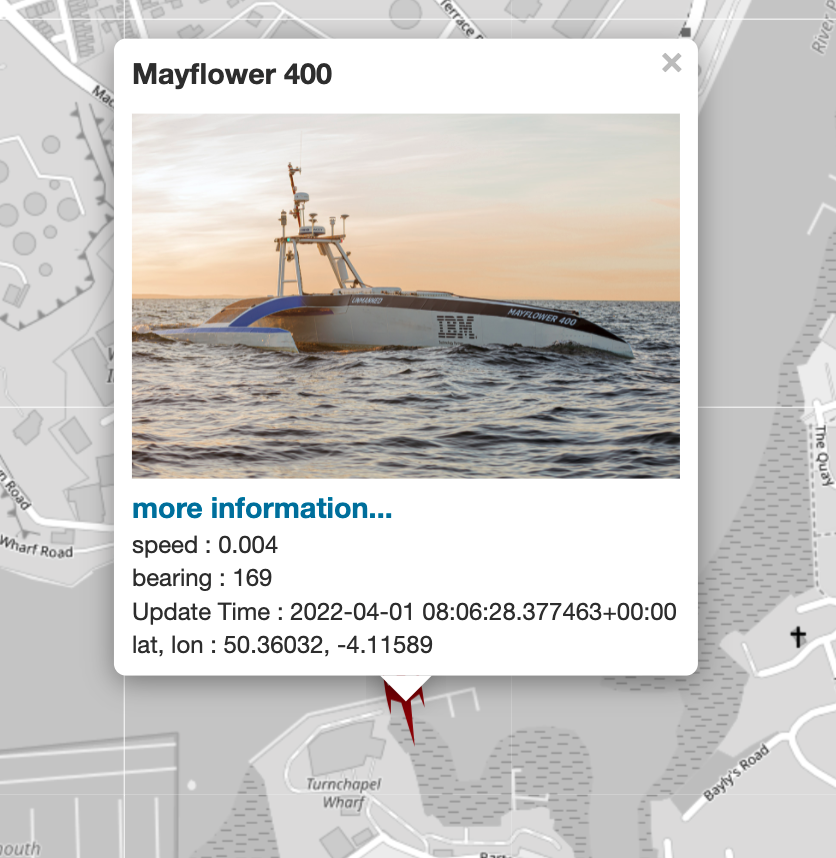 Terrace R
River P
Mac
Mayflower 400
×
UNMANNED
MAYFLOWER 400
IBM
The Quay
n Road
Wharf Road
more information...
speed : 0.004
bearing : 169
Update Time : 2022-04-01 08:06:28.377463+00:00
lat, lon : 50.36032, -4.11589
Turnchapel
Wharf
Bayly's Road
mouth